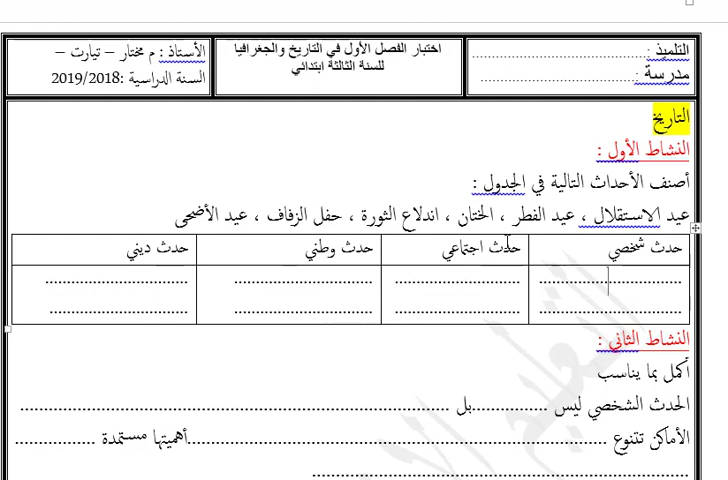 التلميذ :........................................
مدرسة :........................................
اختبار الفصل الأول في التاريخ والجغرافيا
للسنة الثالثة ابتدائي
الأستاذ : م مختار – تيارت –
السنة الدراسية :2019/2018
التاريخ
النشاط الأول :
أصنف الأحداث التالية في الجدول :
عيد الاستقلال ، عيد الفطر ، الختان ، اندلاع الثورة ، حفل الزفاف ، عيد الأضحى
حدث شخصي حدث اجتماعي حدث وطني حدث ديني
.............................. .............................. .............................. ..............................
.............................. .............................. .............................. ..............................
النشاط الثاني :
أكمل بما يناسب
الحدث الشخصي ليس ................بل ........................................................................
الأماكن تتنوع .....................................................................أهميتها مستمدة ................
..............................................................